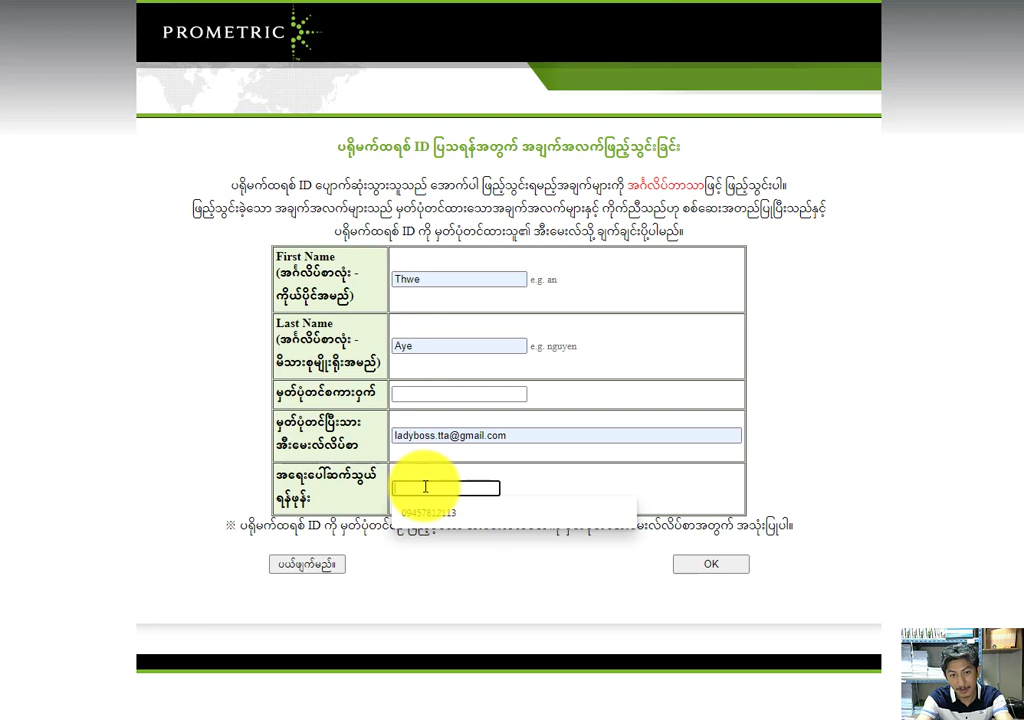 PROMETRIC
ပရိုမက်ထရစ် ID ပြသရန်အတွက် အချက်အလက်ဖြည့်သွင်းခြင်း
ပရိုမက်ထရစ် ID ပျောက်ဆုံးသွားသူသည် အောက်ပါ ဖြည့်သွင်းရမည့်အချက်များကို အင်္ဂလိပ်ဘာသာဖြင့် ဖြည့်သွင်းပါ။
ဖြည့်သွင်းခဲ့သော အချက်အလက်များသည် မှတ်ပုံတင်ထားသောအချက်အလက်များနှင့် ကိုက်ညီသည်ဟု စစ်ဆေးအတည်ပြုပြီးသည်နှင့်
ပရိုမက်ထရစ် ID ကို မှတ်ပုံတင်ထားသူ၏ အီးမေးလ်သို့ ချက်ချင်းပို့ပါမည်။
First Name
(အင်္ဂလိပ်စာလုံး -
ကိုယ်ပိုင်အမည်)
Thwe e.g. an
Last Name
(အင်္ဂလိပ်စာလုံး -
မိသားစုမျိုးရိုးအမည်)
Aye e.g. nguyen
မှတ်ပုံတင်စကားဝှက်
မှတ်ပုံတင်ပြီးသား
အီးမေးလ်လိပ်စာ
ladyboss.tta@gmail.com
အရေးပေါ်ဆက်သွယ်
ရန်ဖုန်း
09457812113
※ ပရိုမက်ထရစ် ID ကို မှတ်ပုံတင် းမေးလ်လိပ်စာအတွက် အသုံးပြုပါ။
ပယ်ဖျက်မည်။ OK